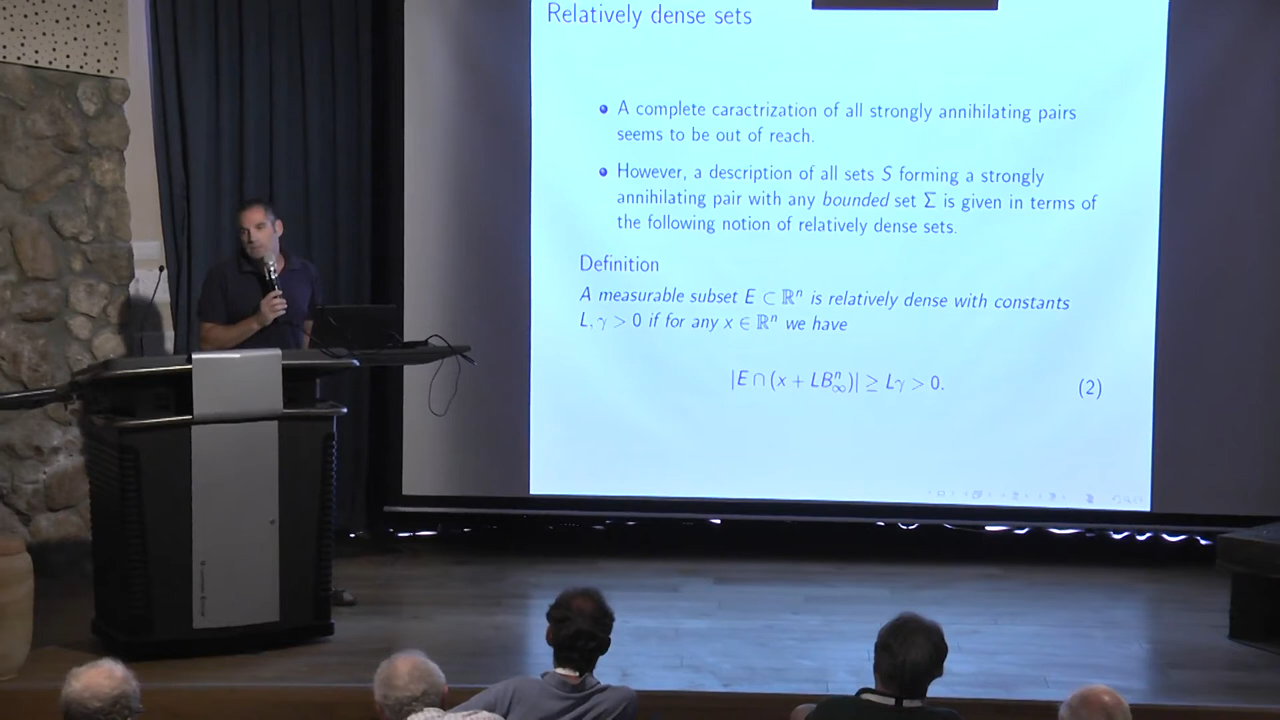 Relatively dense sets
A complete caractrization of all strongly annihilating pairs
seems to be out of reach.
However, a description of all sets S forming a strongly
annihilating pair with any bounded set Σ is given in terms of
the following notion of relatively dense sets.
Definition
A measurable subset E ⊂ ℝⁿ is relatively dense with constants
L, γ > 0 if for any x ∈ ℝⁿ we have
|E ∩ (x + LBⁿ_∞)| ≥ Lγ > 0. (2)